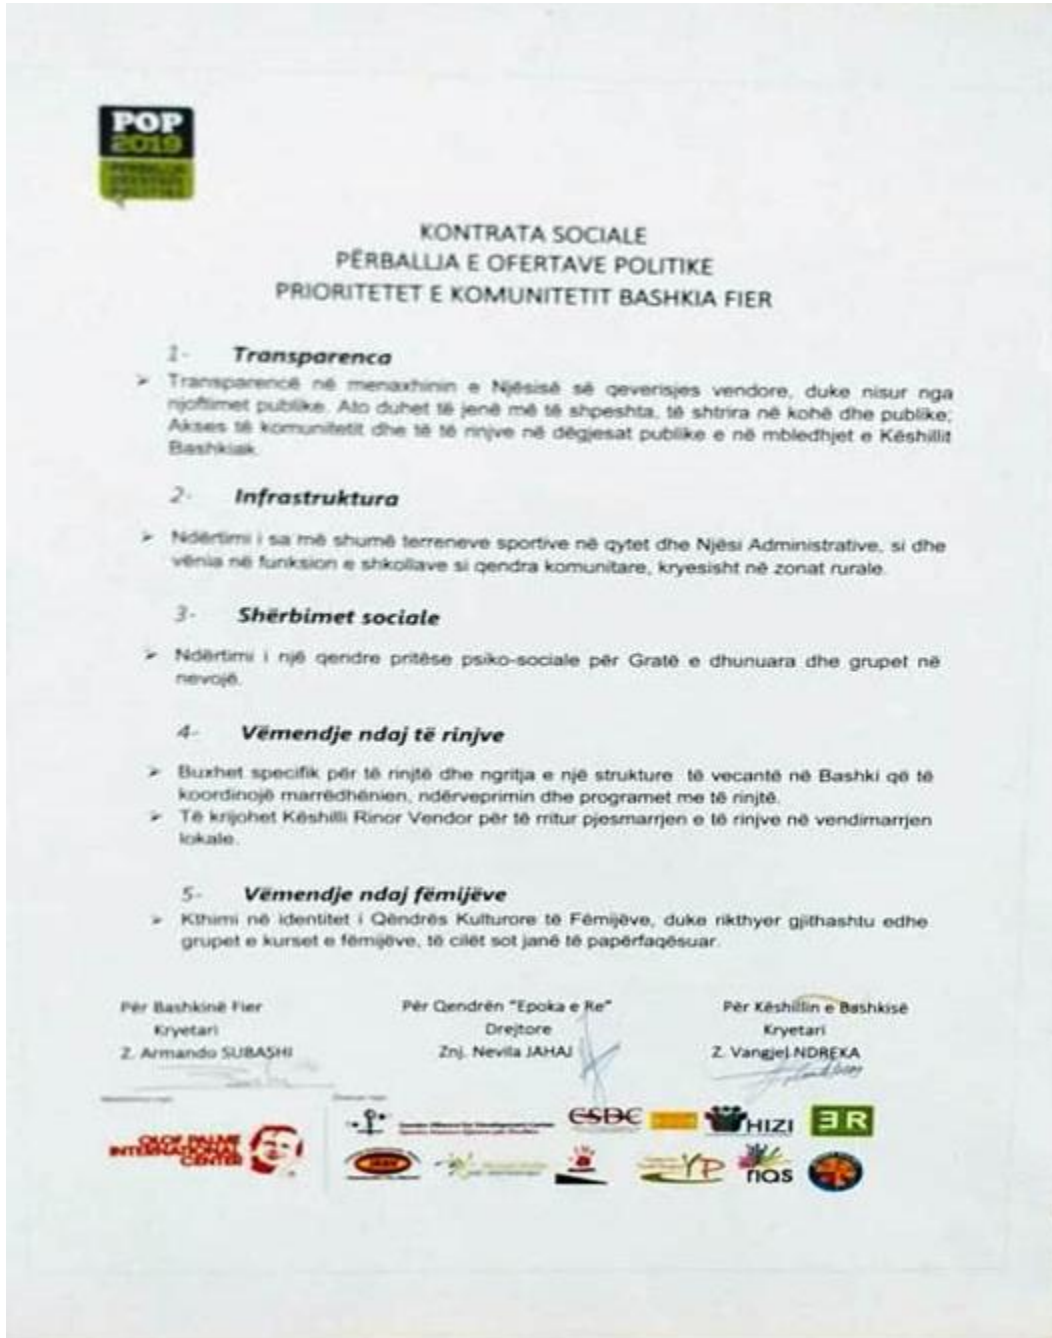 POP
2019
KONTRATA SOCIALE
PËRBALLJA E OFERTAVE POLITIKE
PRIORITETET E KOMUNITETIT BASHKIA FIER
1- Transparenca
➢ Transparencë në menaxhinin e Njësisë së qeverisjes vendore, duke nisur nga
njoftimet publike. Ato duhet të jenë më të shpeshta, të shtrira në kohë dhe publike;
Akses të komunitetit dhe të të rinjve në dëgjesat publike e në mbledhjet e Këshillit
Bashkiak.
2- Infrastruktura
➢ Ndërtimi i sa më shumë terreneve sportive në qytet dhe Njësi Administrative, si dhe
vënia në funksion e shkollave si qendra komunitare, kryesisht në zonat rurale.
3- Shërbimet sociale
➢ Ndërtimi i një qendre pritëse psiko-sociale për Gratë e dhunuara dhe grupet në
nevojë.
4- Vëmendje ndaj të rinjve
➢ Buxhet specifik për të rinjtë dhe ngritja e një strukture të vecantë në Bashki që të
koordinojë marrëdhënien, ndërveprimin dhe programet me të rinjtë.
➢ Të krijohet Këshilli Rinor Vendor për të rritur pjesmarrjen e të rinjve në vendimarrjen
lokale.
5- Vëmendje ndaj fëmijëve
➢ Kthimi në identitet i Qëndrës Kulturore të Fëmijëve, duke rikthyer gjithashtu edhe
grupet e kurset e fëmijëve, të cilët sot janë të papërfaqësuar.
Për Bashkinë Fier Për Qendrën "Epoka e Re" Për Këshillin e Bashkisë
Kryetari Drejtore Kryetari
Z. Armando SUBASHI Znj. Nevila JAHAJ Z. Vangjel NDREKA
OLOF PALME
INTERNATIONAL
CENTER
CSDC
HIZI
3R
YP
rias